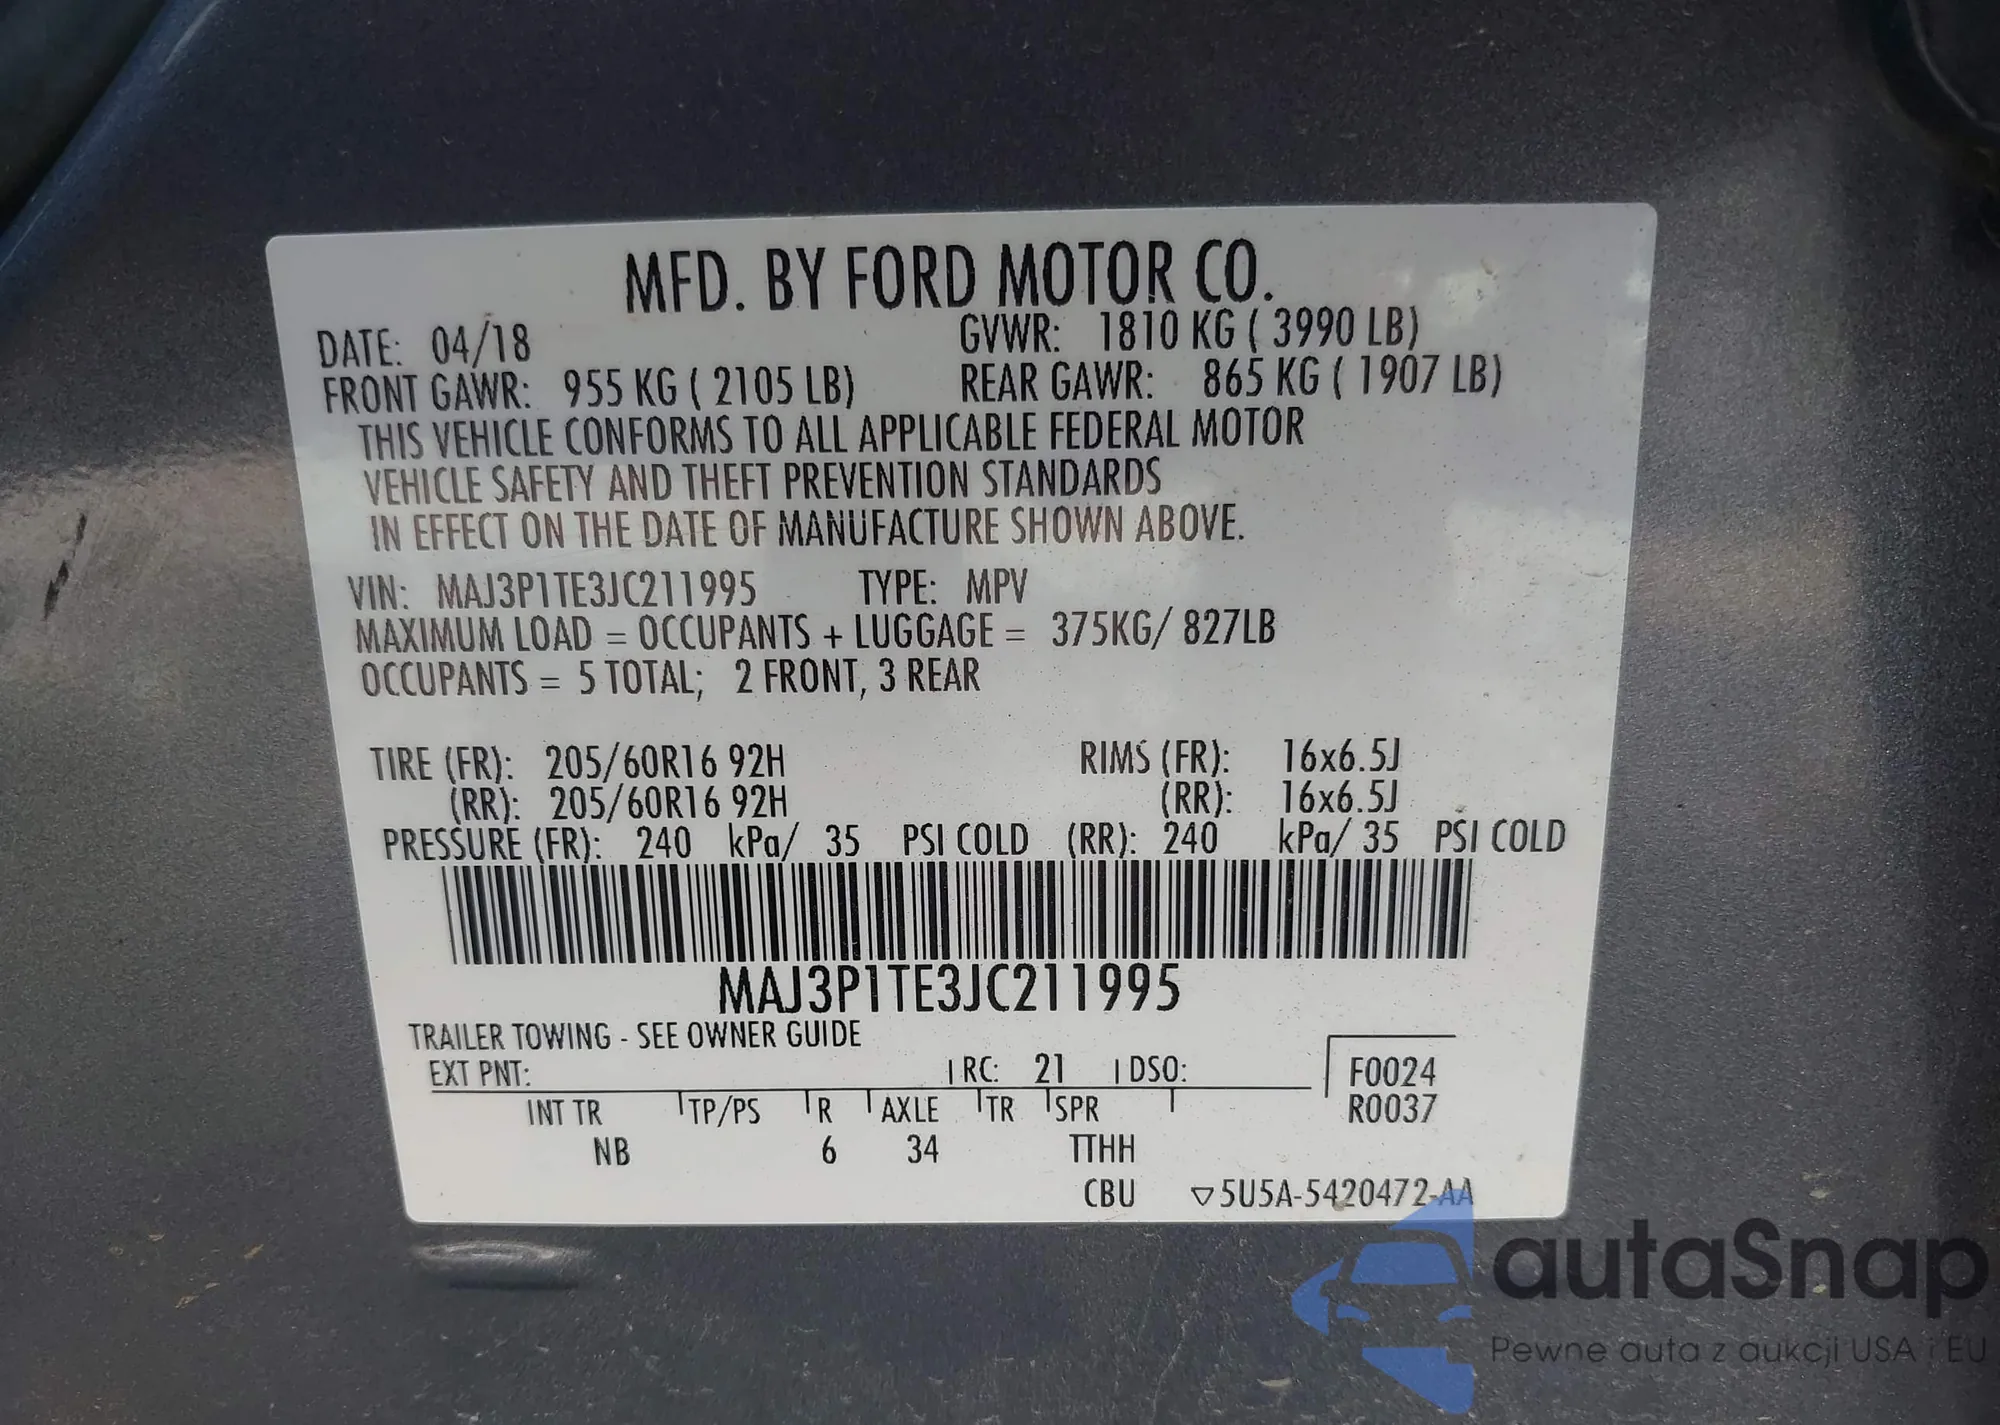 MFD. BY FORD MOTOR CO.
DATE: 04/18 GVWR: 1810 KG ( 3990 LB)
FRONT GAWR: 955 KG ( 2105 LB) REAR GAWR: 865 KG ( 1907 LB)
THIS VEHICLE CONFORMS TO ALL APPLICABLE FEDERAL MOTOR
VEHICLE SAFETY AND THEFT PREVENTION STANDARDS
IN EFFECT ON THE DATE OF MANUFACTURE SHOWN ABOVE.
VIN: MAJ3P1TE3JC211995 TYPE: MPV
MAXIMUM LOAD = OCCUPANTS + LUGGAGE = 375KG/ 827LB
OCCUPANTS = 5 TOTAL; 2 FRONT, 3 REAR
TIRE (FR): 205/60R16 92H RIMS (FR): 16x6.5J
(RR): 205/60R16 92H (RR): 16x6.5J
PRESSURE (FR): 240 kPa/ 35 PSI COLD (RR): 240 kPa/ 35 PSI COLD
MAJ3P1TE3JC211995
TRAILER TOWING - SEE OWNER GUIDE
EXT PNT: RC: 21 DSO: F0024
INT TR TP/PS R AXLE TR SPR R0037
NB 6 34 TTHH
CBU ▽5U5A-5420472-AA
autaSnap
Pewne auta z aukcji USA i EU